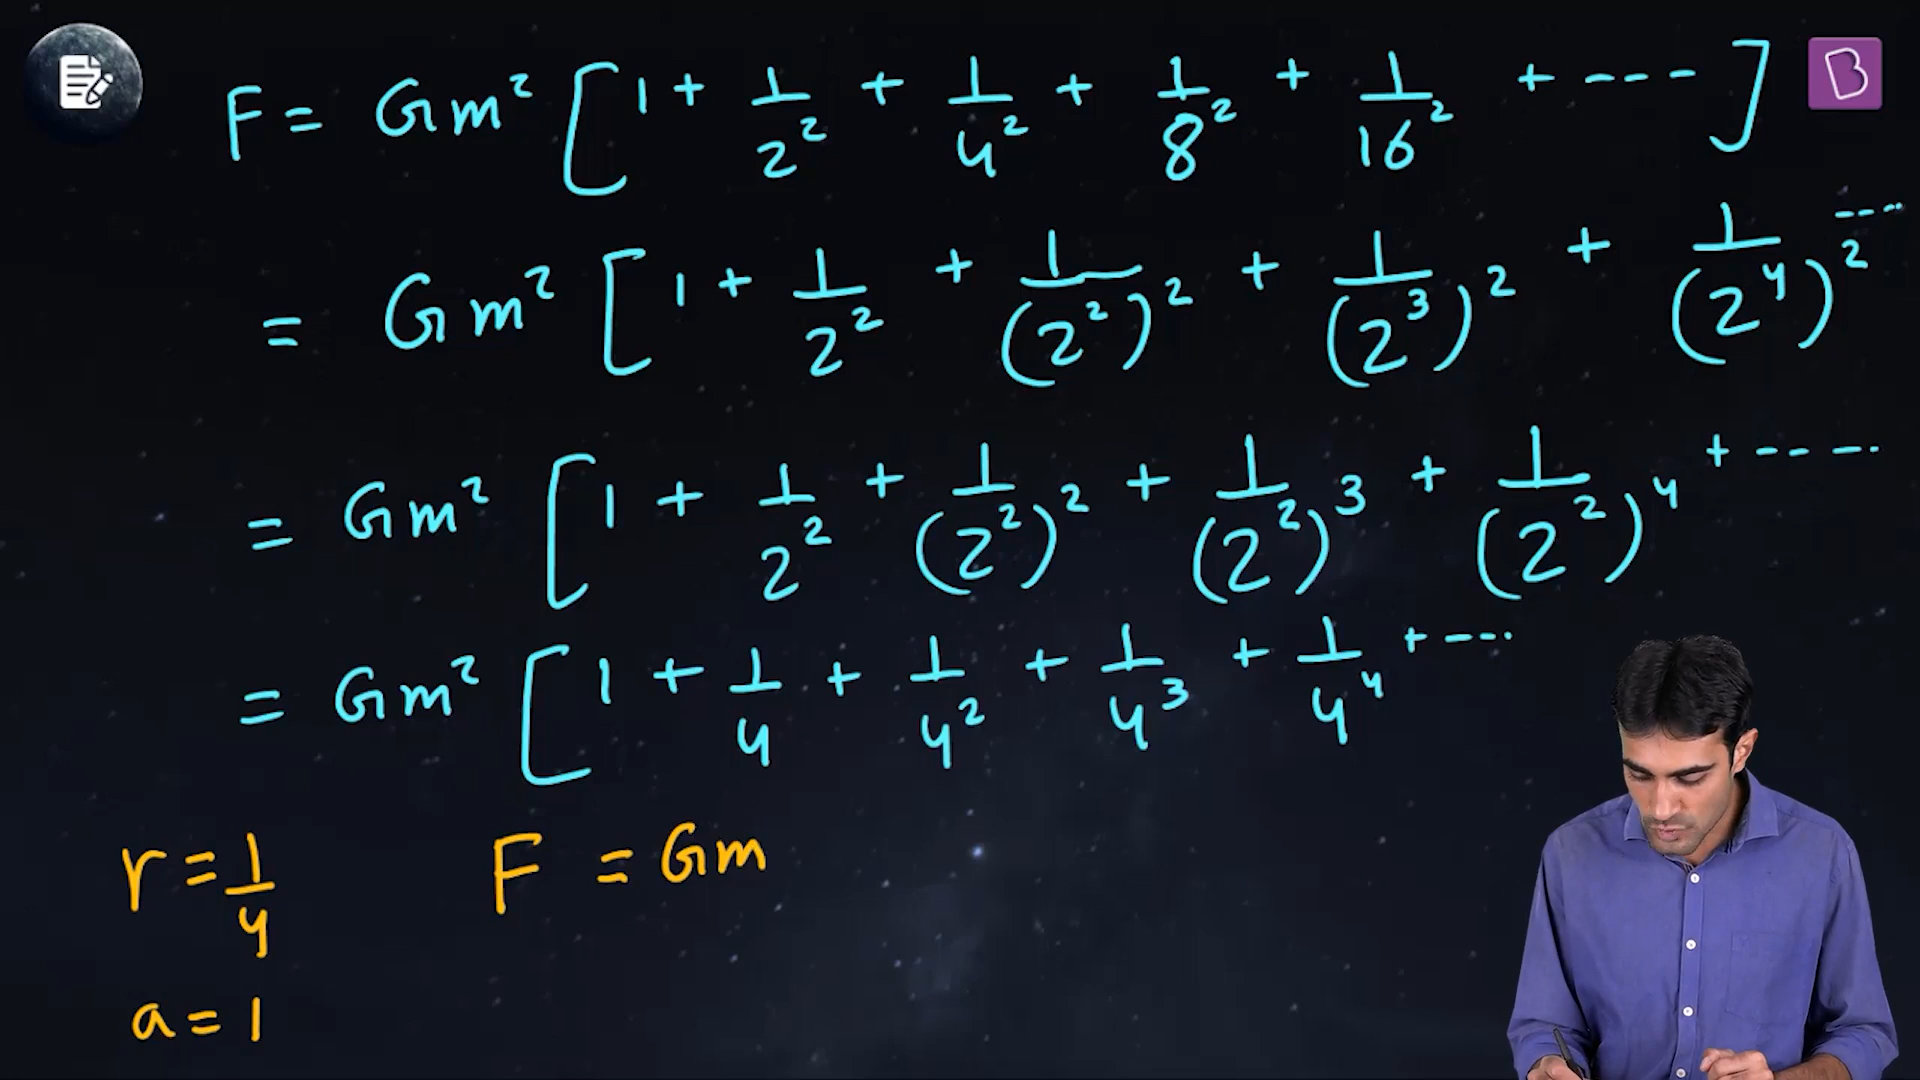 F = Gm² [ 1 + 1/2² + 1/4² + 1/8² + 1/16² + ---- ]
= Gm² [ 1 + 1/2² + 1/(2²)² + 1/(2³)² + 1/(2⁴)² ----
= Gm² [ 1 + 1/2² + 1/(2²)² + 1/(2²)³ + 1/(2²)⁴ + -----
= Gm² [ 1 + 1/4 + 1/4² + 1/4³ + 1/4⁴ + ----
r = 1/4
F = Gm
a = 1